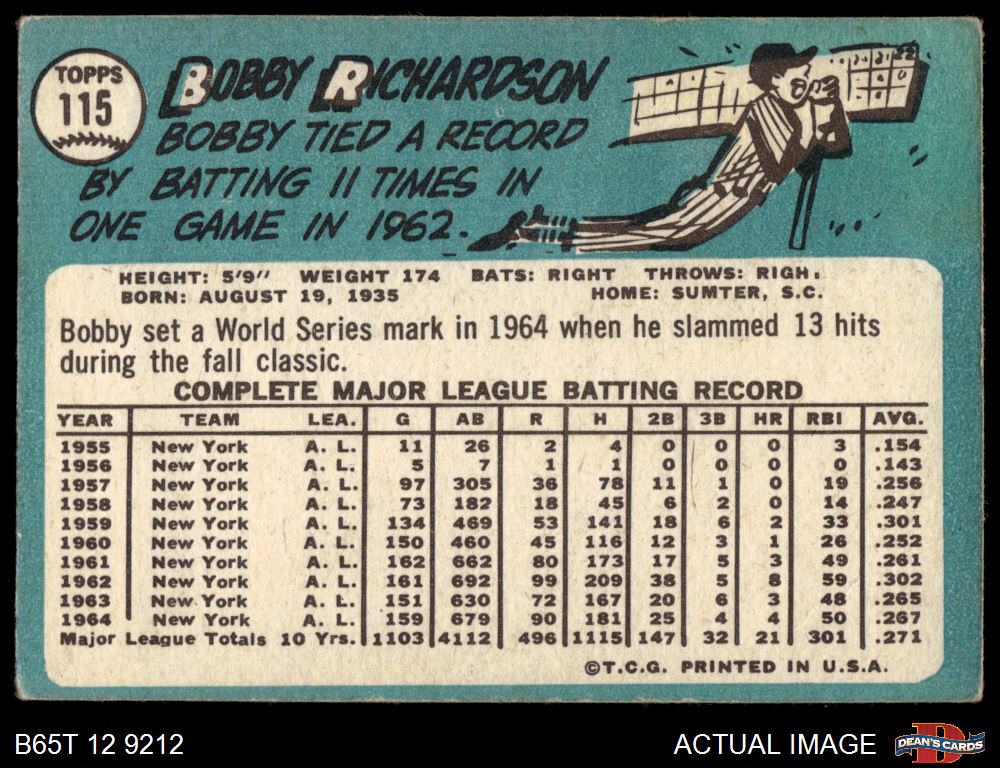 TOPPS
115
BOBBY RICHARDSON
BOBBY TIED A RECORD
BY BATTING 11 TIMES IN
ONE GAME IN 1962.
HEIGHT: 5'9" WEIGHT 174 BATS: RIGHT THROWS: RIGH.
BORN: AUGUST 19, 1935 HOME: SUMTER, S.C.
Bobby set a World Series mark in 1964 when he slammed 13 hits
during the fall classic.
COMPLETE MAJOR LEAGUE BATTING RECORD
YEAR TEAM LEA. G AB R H 2B 3B HR RBI AVG.
1955 New York A. L. 11 26 2 4 0 0 0 3 .154
1956 New York A. L. 5 7 1 1 0 0 0 0 .143
1957 New York A. L. 97 305 36 78 11 1 0 19 .256
1958 New York A. L. 73 182 18 45 6 2 0 14 .247
1959 New York A. L. 134 469 53 141 18 6 2 33 .301
1960 New York A. L. 150 460 45 116 12 3 1 26 .252
1961 New York A. L. 162 662 80 173 17 5 3 49 .261
1962 New York A. L. 161 692 99 209 38 5 8 59 .302
1963 New York A. L. 151 630 72 167 20 6 3 48 .265
1964 New York A. L. 159 679 90 181 25 4 4 50 .267
Major League Totals 10 Yrs. 1103 4112 496 1115 147 32 21 301 .271
©T.C.G. PRINTED IN U.S.A.
B65T 12 9212
ACTUAL IMAGE
D
DEAN'S CARDS